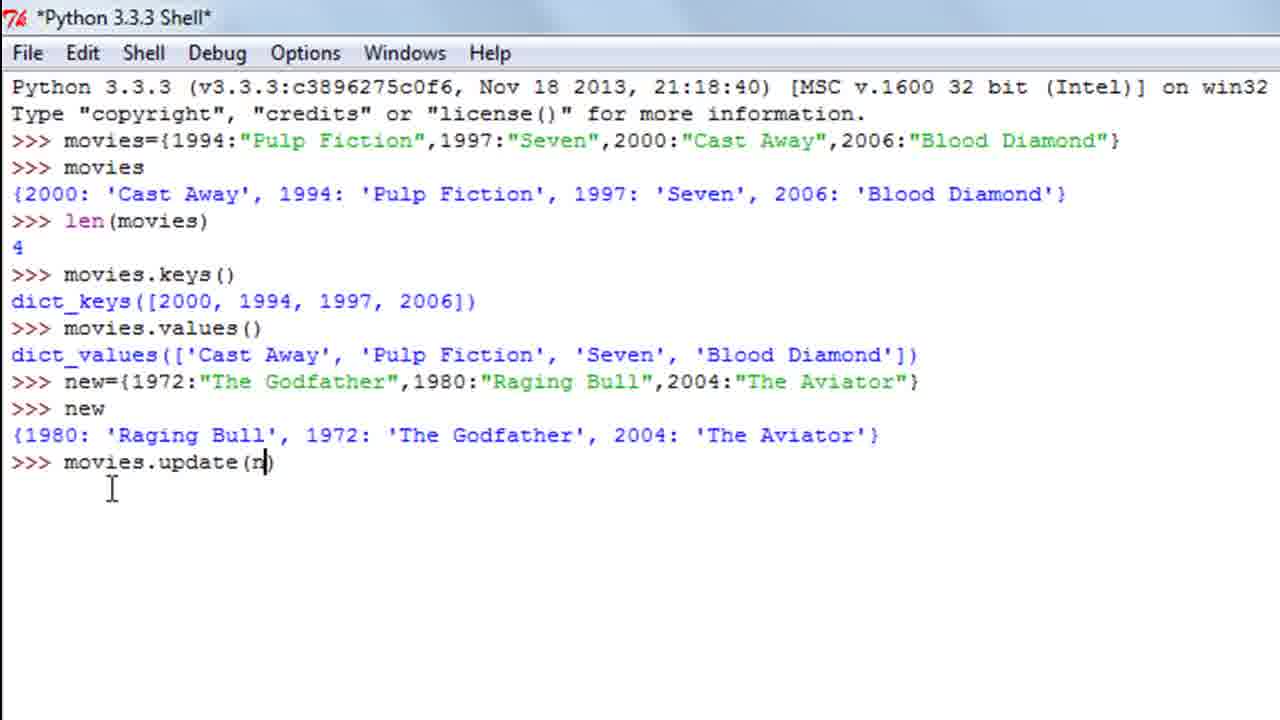 *Python 3.3.3 Shell*
File Edit Shell Debug Options Windows Help
Python 3.3.3 (v3.3.3:c3896275c0f6, Nov 18 2013, 21:18:40) [MSC v.1600 32 bit (Intel)] on win32
Type "copyright", "credits" or "license()" for more information.
>>> movies={1994:"Pulp Fiction",1997:"Seven",2000:"Cast Away",2006:"Blood Diamond"}
>>> movies
{2000: 'Cast Away', 1994: 'Pulp Fiction', 1997: 'Seven', 2006: 'Blood Diamond'}
>>> len(movies)
4
>>> movies.keys()
dict_keys([2000, 1994, 1997, 2006])
>>> movies.values()
dict_values(['Cast Away', 'Pulp Fiction', 'Seven', 'Blood Diamond'])
>>> new={1972:"The Godfather",1980:"Raging Bull",2004:"The Aviator"}
>>> new
{1980: 'Raging Bull', 1972: 'The Godfather', 2004: 'The Aviator'}
>>> movies.update(n)